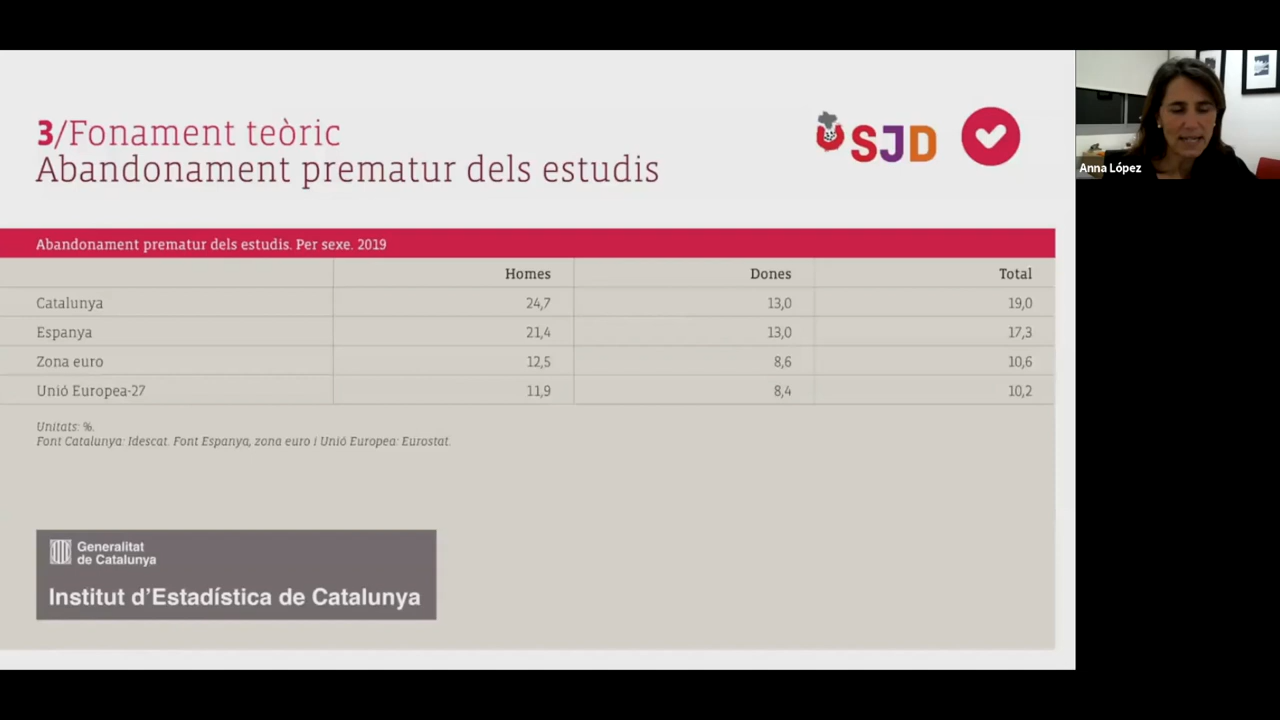 3/Fonament teòric
Abandonament prematur dels estudis
SJD
Anna López
Abandonament prematur dels estudis. Per sexe. 2019
Homes Dones Total
Catalunya 24,7 13,0 19,0
Espanya 21,4 13,0 17,3
Zona euro 12,5 8,6 10,6
Unió Europea-27 11,9 8,4 10,2
Unitats: %.
Font Catalunya: Idescat. Font Espanya, zona euro i Unió Europea: Eurostat.
Generalitat
de Catalunya
Institut d'Estadística de Catalunya